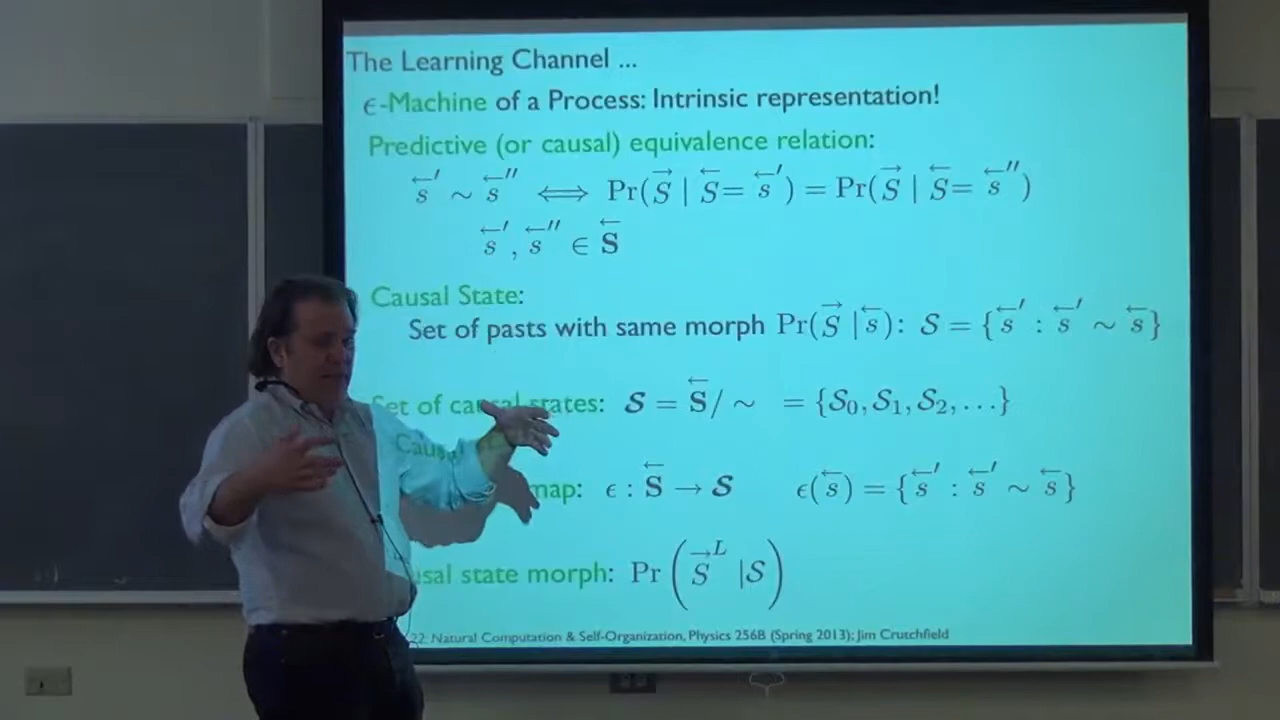 The Learning Channel ...
ϵ-Machine of a Process: Intrinsic representation!
Predictive (or causal) equivalence relation:
←s′ ∼ ←s″ ⟺ Pr(→S | ←S= ←s′) = Pr(→S | ←S= ←s″)
←s′, ←s″ ∈ ←S
Causal State:
Set of pasts with same morph Pr(→S |←s): 𝒮 = {←s′ : ←s′ ∼ ←s}
Set of causal states: 𝒮 = ←S/ ∼ = {𝒮0, 𝒮1, 𝒮2, ...}
map: ϵ : ←S → 𝒮 ϵ(←s) = {←s′ : ←s′ ∼ ←s}
state morph: Pr(→S^L |𝒮)
22, Natural Computation & Self-Organization, Physics 256B (Spring 2013); Jim Crutchfield